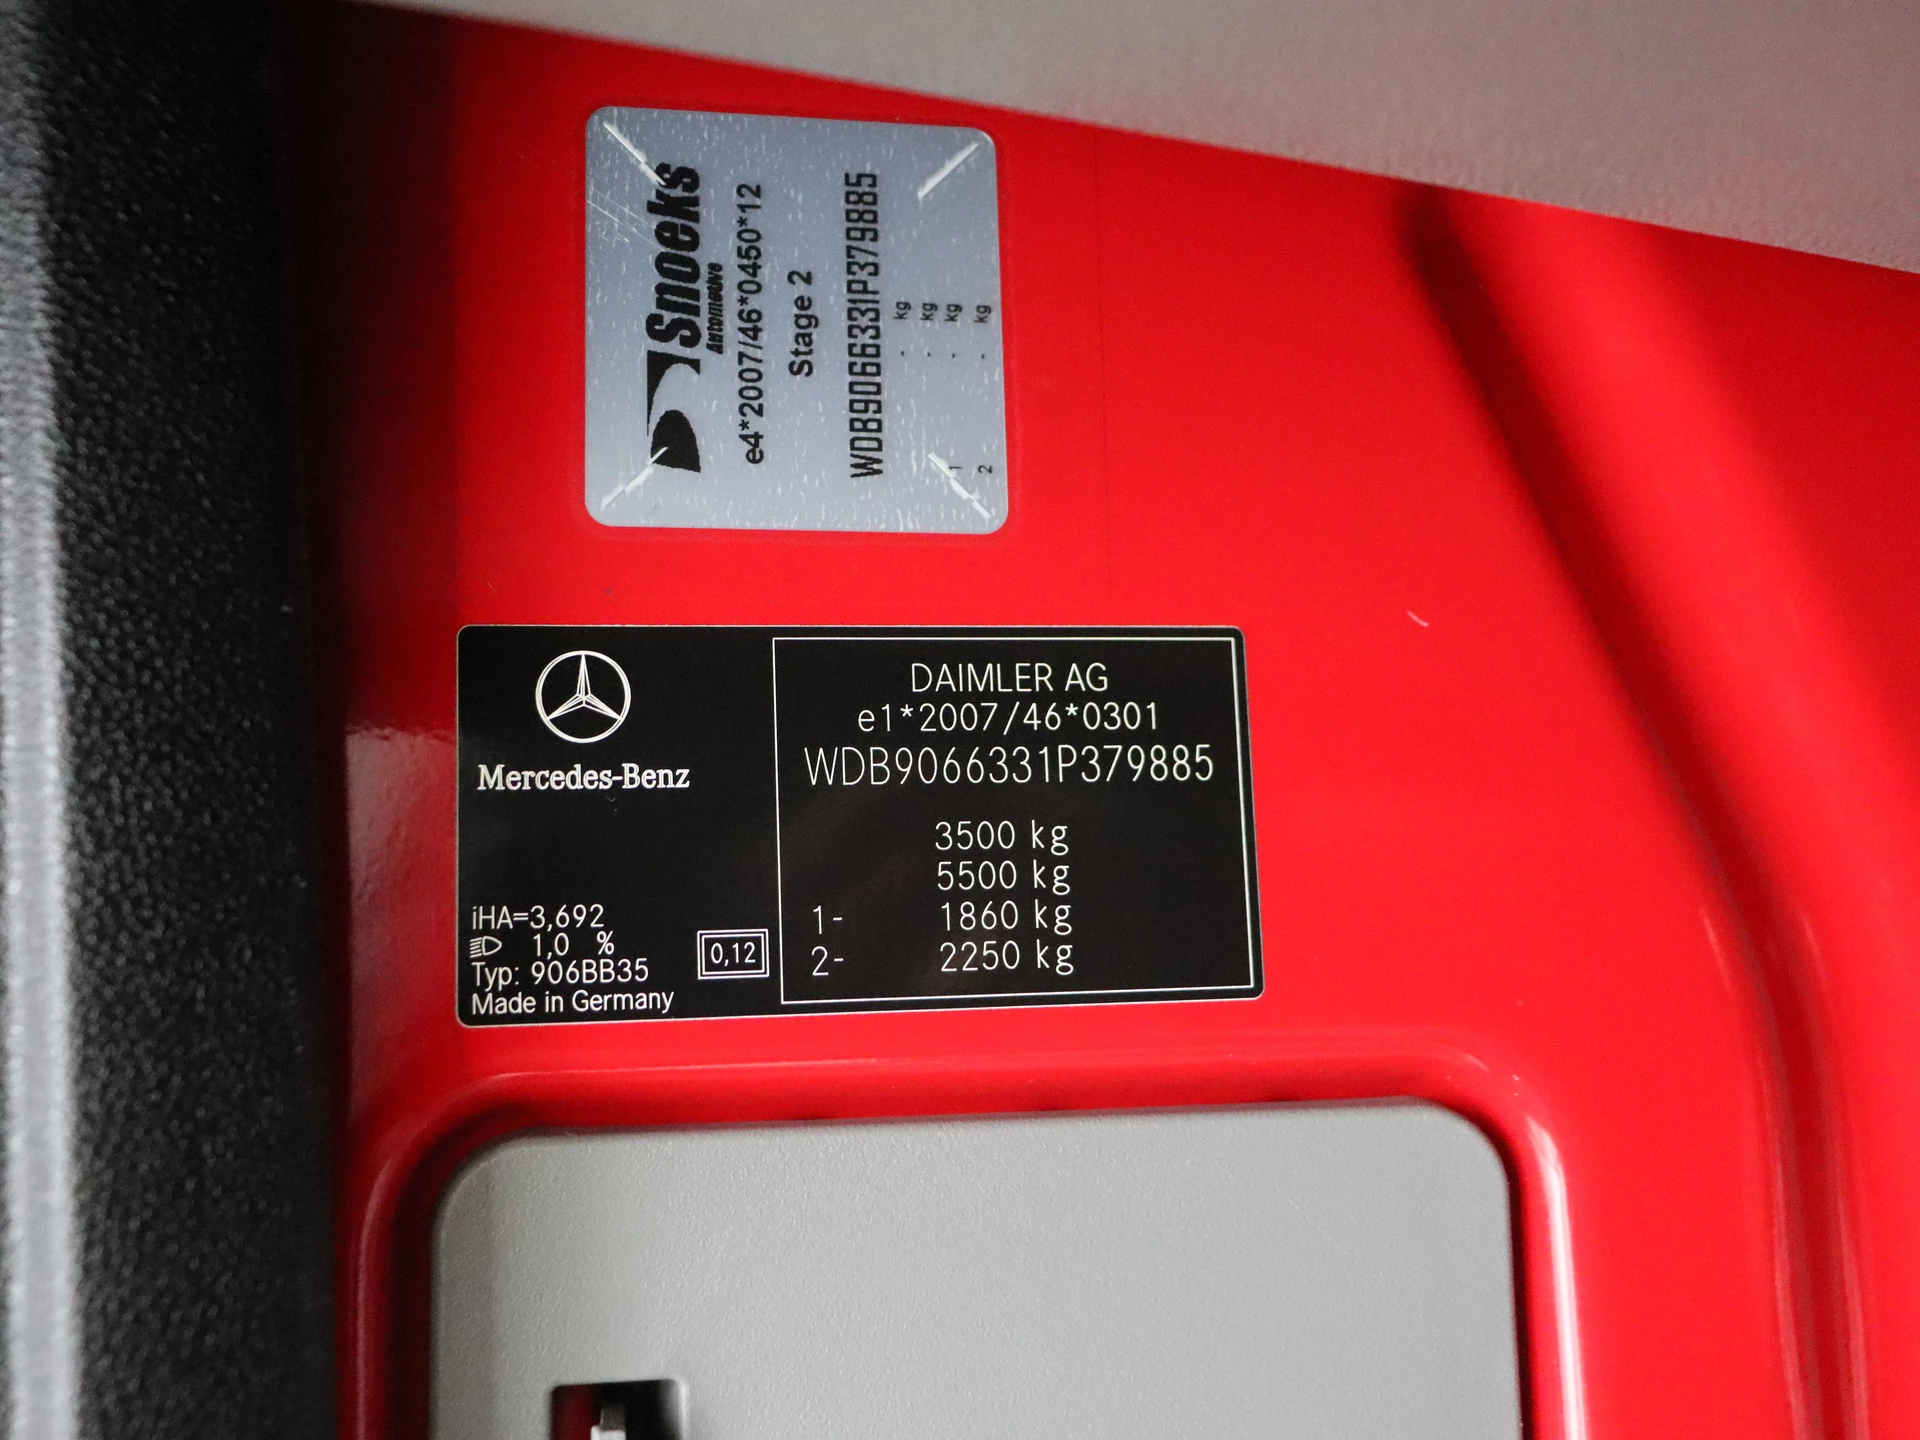 Snoeks
Automotive
e4*2007/46*0450*12
Stage 2
WDB9066331P379885
- kg
- kg
1 - kg
2 - kg
Mercedes-Benz
iHA=3,692
1,0 %
Typ: 906BB35
Made in Germany
0,12
DAIMLER AG
e1*2007/46*0301
WDB9066331P379885
3500 kg
5500 kg
1- 1860 kg
2- 2250 kg